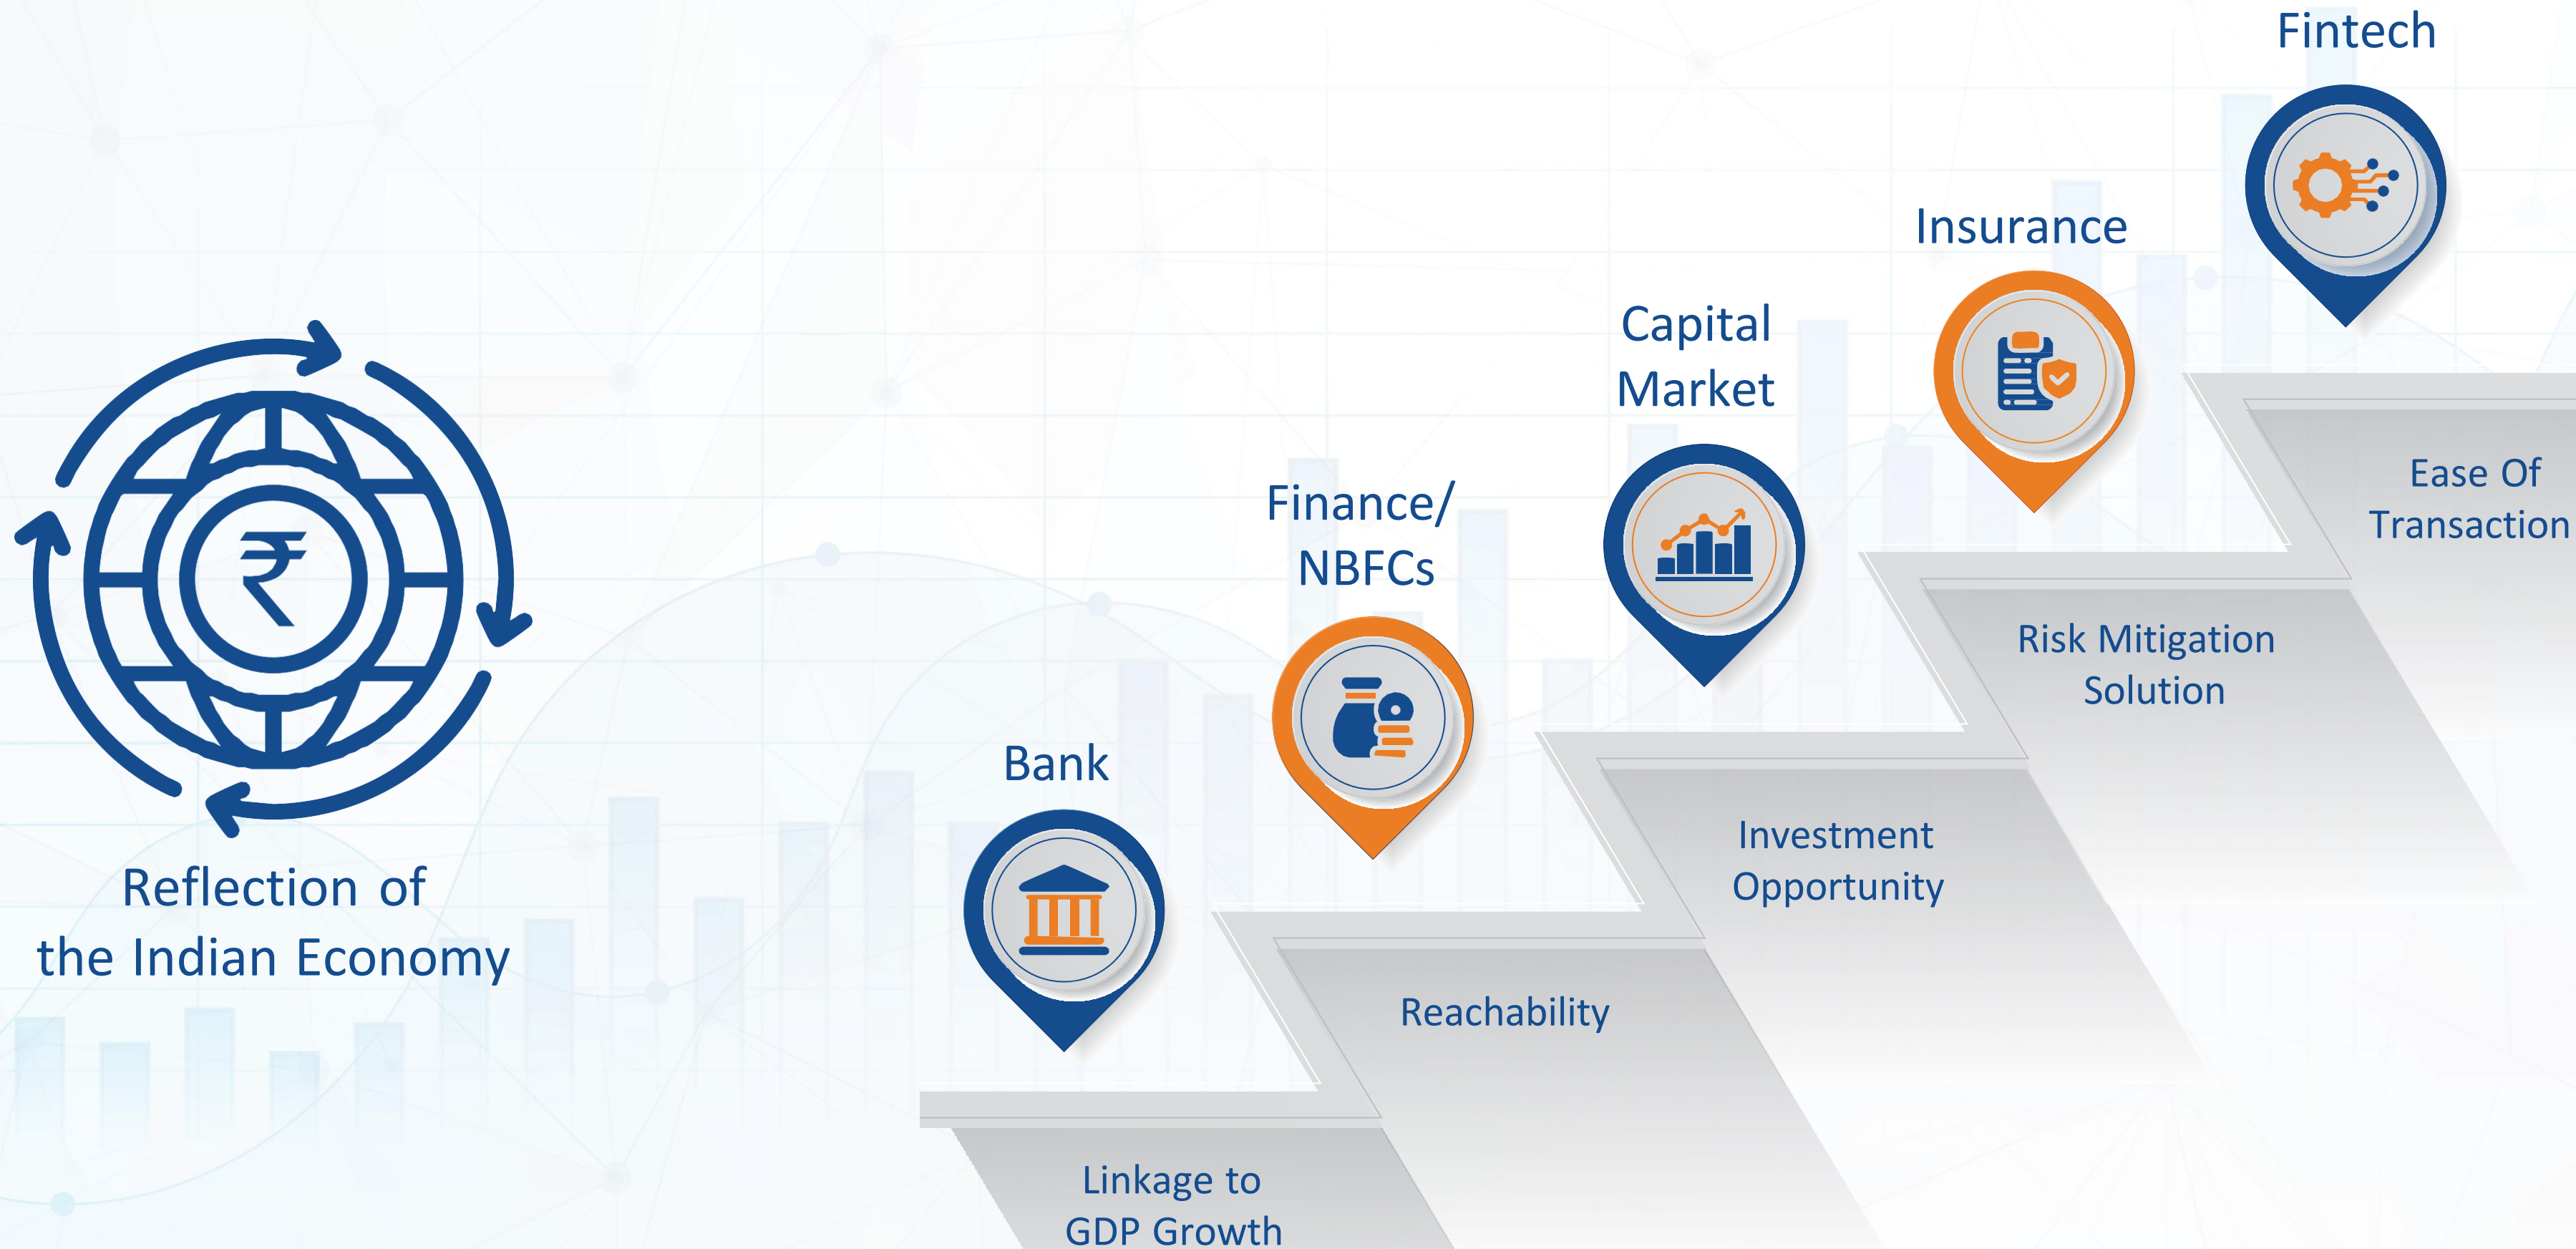 Fintech
Insurance
Capital
Market
Finance/
NBFCs
Bank
₹
Reflection of
the Indian Economy
Ease Of
Transaction
Risk Mitigation
Solution
Investment
Opportunity
Reachability
Linkage to
GDP Growth